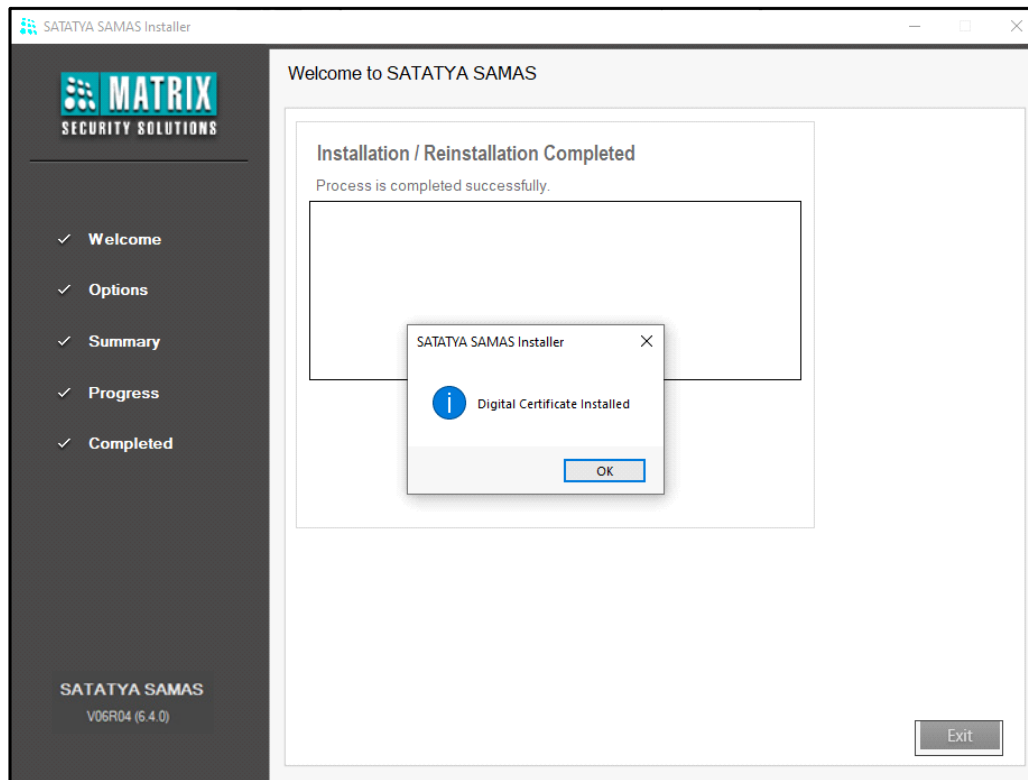 SATATYA SAMAS Installer
MATRIX
SECURITY SOLUTIONS
Welcome
Options
Summary
Progress
Completed
SATATYA SAMAS
V06R04 (6.4.0)
Welcome to SATATYA SAMAS
Installation / Reinstallation Completed
Process is completed successfully.
SATATYA SAMAS Installer
Digital Certificate Installed
OK
Exit